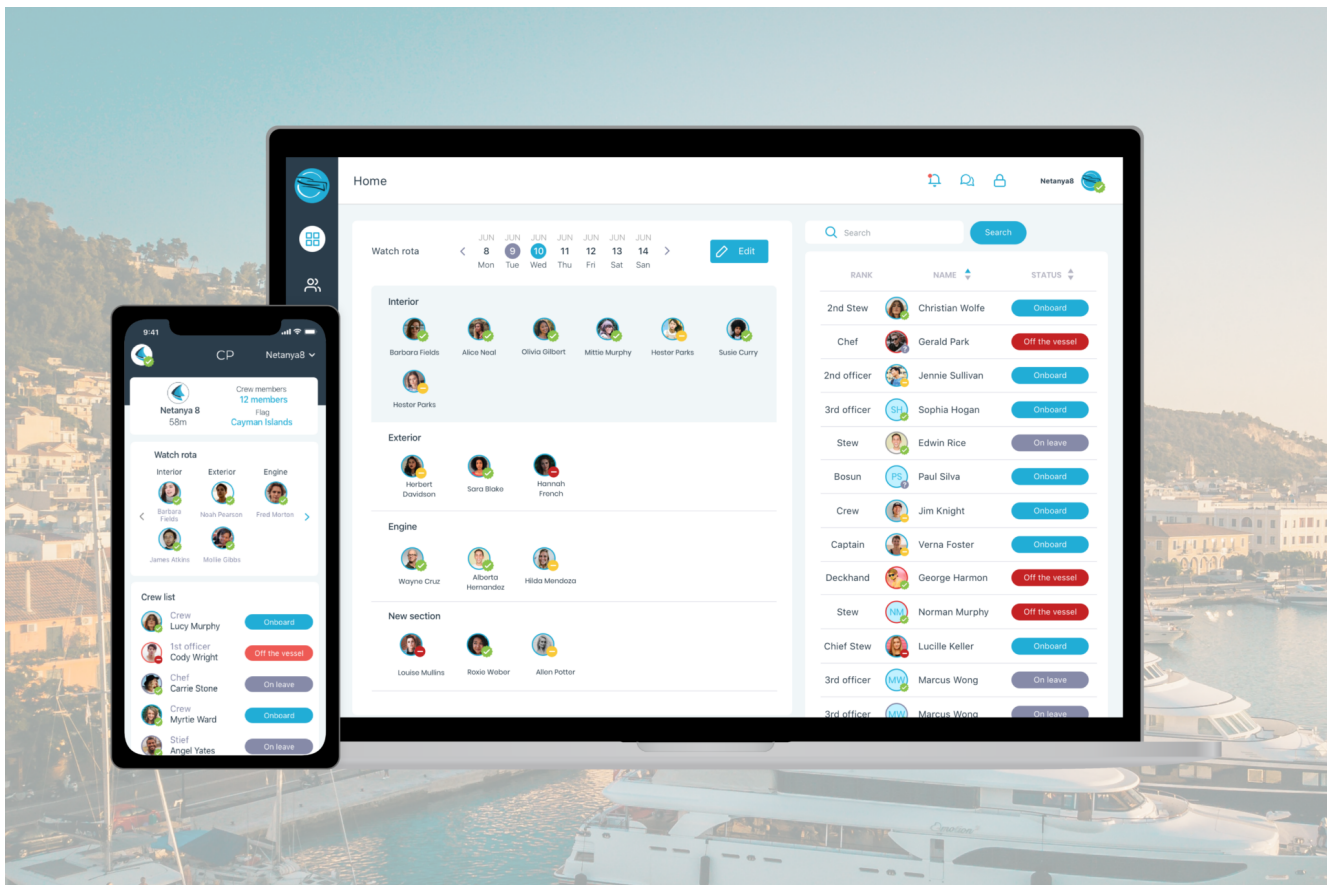 Home
Netanya8
Watch rota
JUN JUN JUN JUN JUN JUN JUN
8 9 10 11 12 13 14
Mon Tue Wed Thu Fri Sat San
Edit
Interior
Barbara Fields
Alice Neal
Olivia Gilbert
Mittie Murphy
Hester Parks
Susie Curry
Hester Parks
Exterior
Herbert
Davidson
Sara Blake
Hannah
French
Engine
Wayne Cruz
Alberta
Hernandez
Hilda Mendoza
New section
Louise Mullins
Roxie Weber
Allen Potter
Search
Search
RANK NAME STATUS
2nd Stew Christian Wolfe Onboard
Chef Gerald Park Off the vessel
2nd officer Jennie Sullivan Onboard
3rd officer SH Sophia Hogan Onboard
Stew Edwin Rice On leave
Bosun PS Paul Silva Onboard
Crew Jim Knight Onboard
Captain Verna Foster Onboard
Deckhand George Harmon Off the vessel
Stew NM Norman Murphy Off the vessel
Chief Stew Lucille Keller Onboard
3rd officer MW Marcus Wong On leave
3rd officer MW Marcus Wong On leave
9:41
CP
Netanya8
Netanya 8
58m
Crew members
12 members
Flag
Cayman Islands
Watch rota
Interior Exterior Engine
Barbara
Fields
Noah Pearson
Fred Morton
James Atkins
Mollie Gibbs
Crew list
Crew
Lucy Murphy
Onboard
1st officer
Cody Wright
Off the vessel
Chef
Carrie Stone
On leave
Crew
Myrtie Ward
Onboard
Stief
Angel Yates
On leave